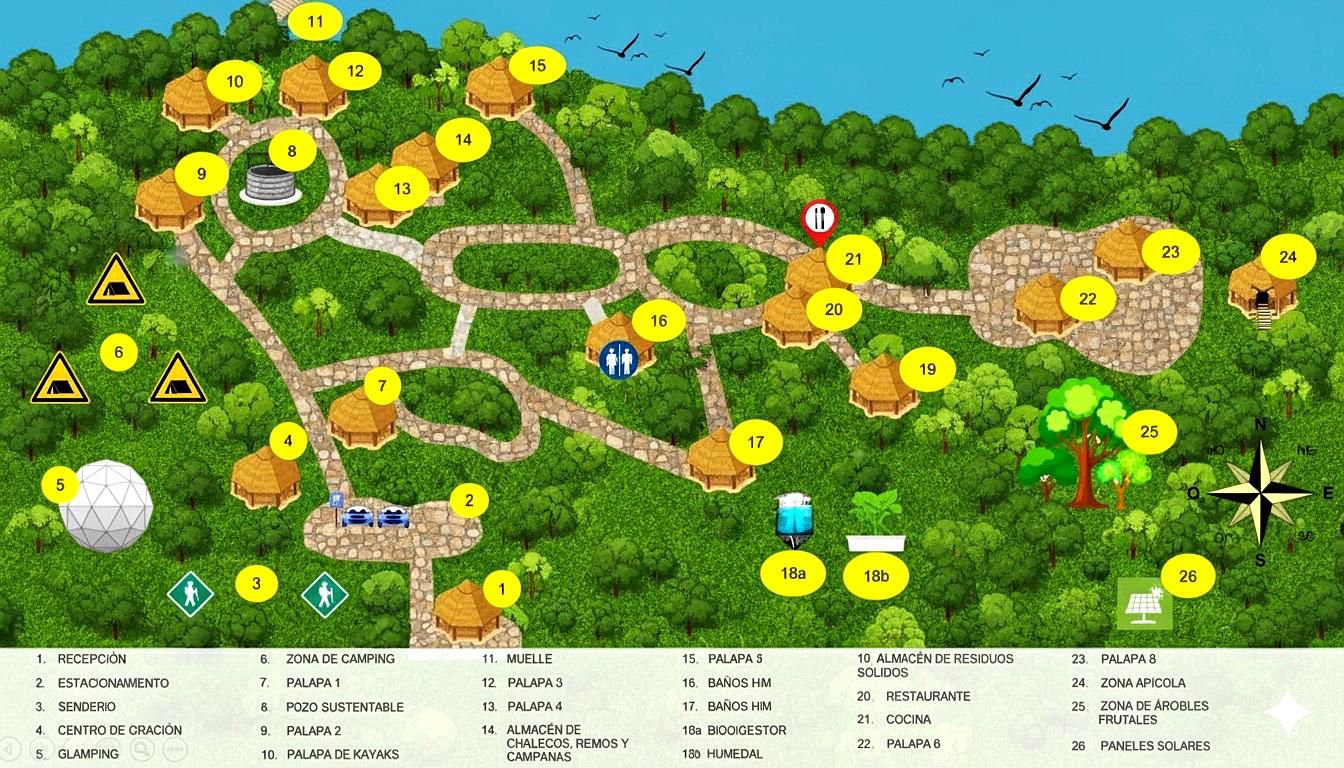 11
10
12
15
8
14
9
13
21
23
24
22
20
16
6
19
7
4
17
25
N
NE
O
E
S
5
2
P
3
1
18a
18b
26
1. RECEPCIÓN
2. ESTACIONAMIENTO
3. SENDERIO
4. CENTRO DE CRACIÓN
5. GLAMPING
6. ZONA DE CAMPING
7. PALAPA 1
8 POZO SUSTENTABLE
9. PALAPA 2
10. PALAPA DE KAYAKS
11. MUELLE
12. PALAPA 3
13. PALAPA 4
14. ALMACÉN DE
CHALECOS, REMOS Y
CAMPANAS
15. PALAPA 5
16. BAÑOS HM
17. BAÑOS HIM
18a BIOOIGESTOR
180 HUMEDAL
10 ALMACÉN DE RESIDUOS
SOLIDOS
20. RESTAURANTE
21. COCINA
22. PALAPA 6
23. PALAPA 8
24. ZONA APICOLA
25. ZONA DE ÁROBLES
FRUTALES
26 PANELES SOLARES